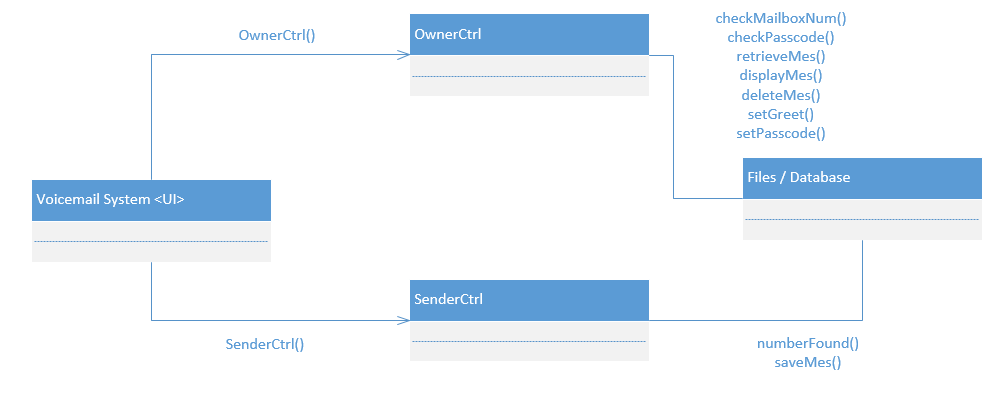 checkMailboxNum()
checkPasscode()
retrieveMes()
displayMes()
deleteMes()
setGreet()
setPasscode()
OwnerCtrl()
OwnerCtrl
Files / Database
Voicemail System <UI>
SenderCtrl
SenderCtrl()
numberFound()
saveMes()